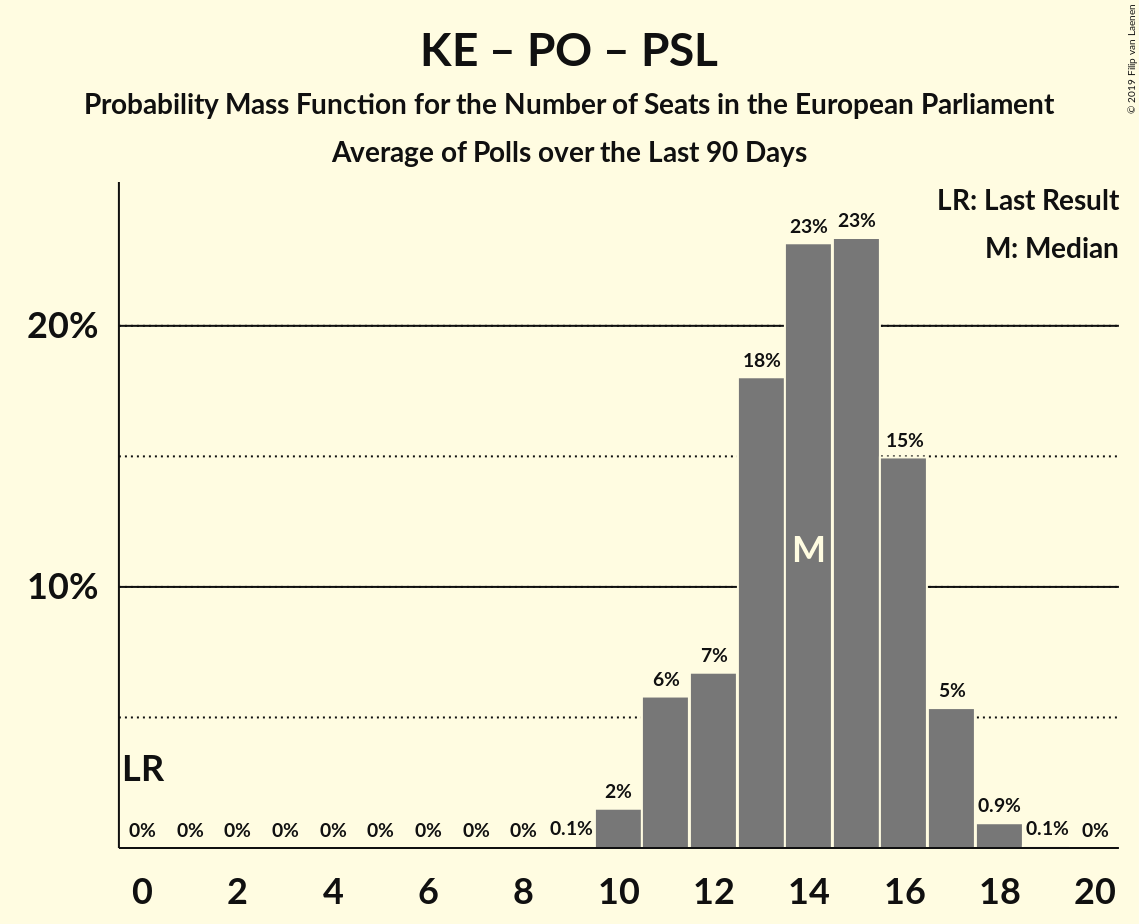 KE – PO – PSL
Probability Mass Function for the Number of Seats in the European Parliament
Average of Polls over the Last 90 Days
© 2019 Filip van Laenen
LR: Last Result
M: Median
23% 23%
20%
18%
15%
M
10%
7%
6%
5%
LR
2%
0.9%
0% 0% 0% 0% 0% 0% 0% 0% 0% 0.1% 0.1% 0%
0 2 4 6 8 10 12 14 16 18 20